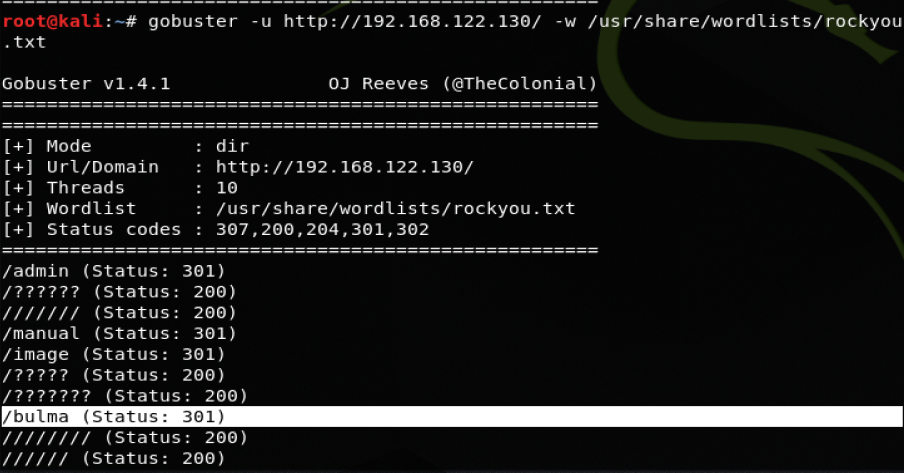 ============================================================
root@kali:~# gobuster -u http://192.168.122.130/ -w /usr/share/wordlists/rockyou
.txt
Gobuster v1.4.1              OJ Reeves (@TheColonial)
=====================================================
=====================================================
[+] Mode         : dir
[+] Url/Domain   : http://192.168.122.130/
[+] Threads      : 10
[+] Wordlist     : /usr/share/wordlists/rockyou.txt
[+] Status codes : 307,200,204,301,302
=====================================================
/admin (Status: 301)
/?????? (Status: 200)
/////// (Status: 200)
/manual (Status: 301)
/image (Status: 301)
/????? (Status: 200)
/??????? (Status: 200)
/bulma (Status: 301)
//////// (Status: 200)
////// (Status: 200)